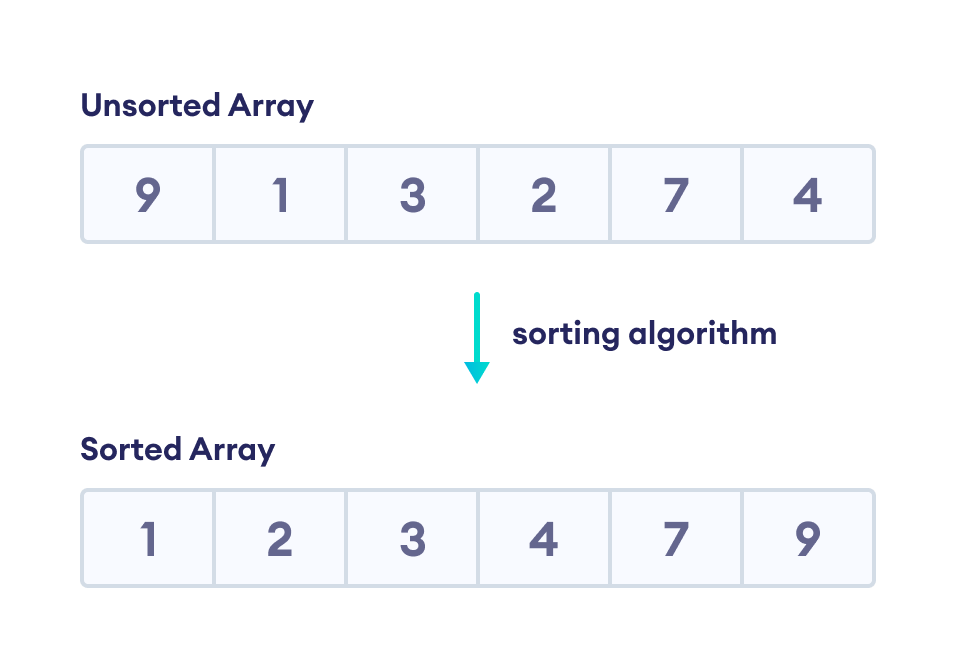 Unsorted Array
9 1 3 2 7 4
sorting algorithm
Sorted Array
1 2 3 4 7 9